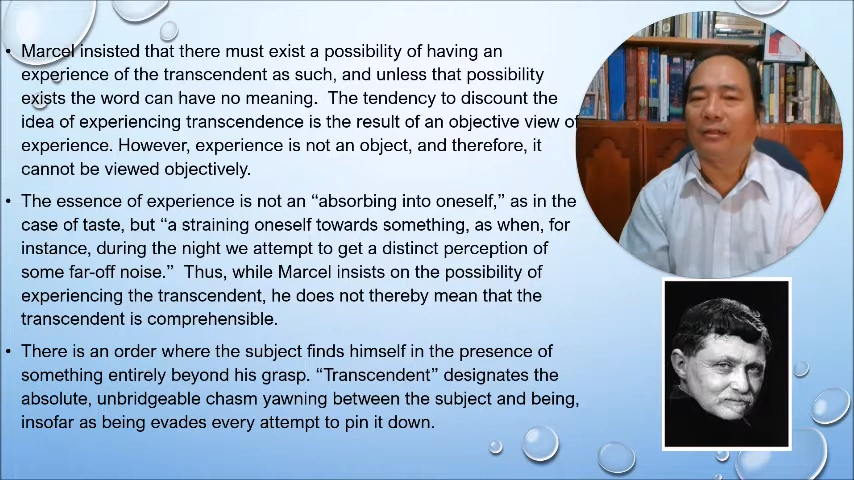 • Marcel insisted that there must exist a possibility of having an
experience of the transcendent as such, and unless that possibility
exists the word can have no meaning. The tendency to discount the
idea of experiencing transcendence is the result of an objective view of
experience. However, experience is not an object, and therefore, it
cannot be viewed objectively.
• The essence of experience is not an “absorbing into oneself,” as in the
case of taste, but “a straining oneself towards something, as when, for
instance, during the night we attempt to get a distinct perception of
some far-off noise.” Thus, while Marcel insists on the possibility of
experiencing the transcendent, he does not thereby mean that the
transcendent is comprehensible.
• There is an order where the subject finds himself in the presence of
something entirely beyond his grasp. “Transcendent” designates the
absolute, unbridgeable chasm yawning between the subject and being,
insofar as being evades every attempt to pin it down.